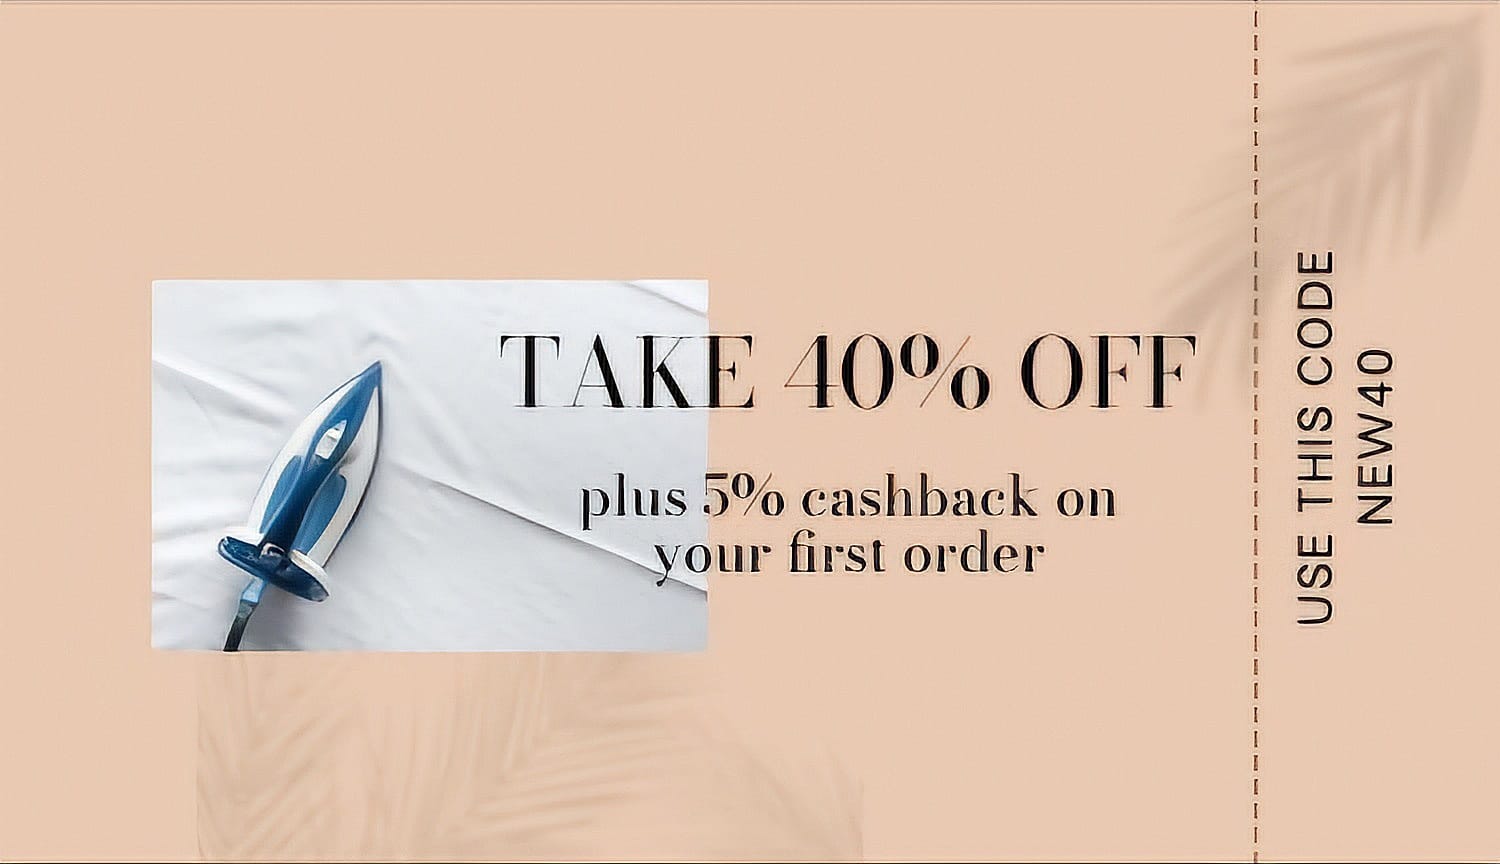 TAKE 40% OFF
plus 5% cashback on
your first order
USE THIS CODE
NEW40